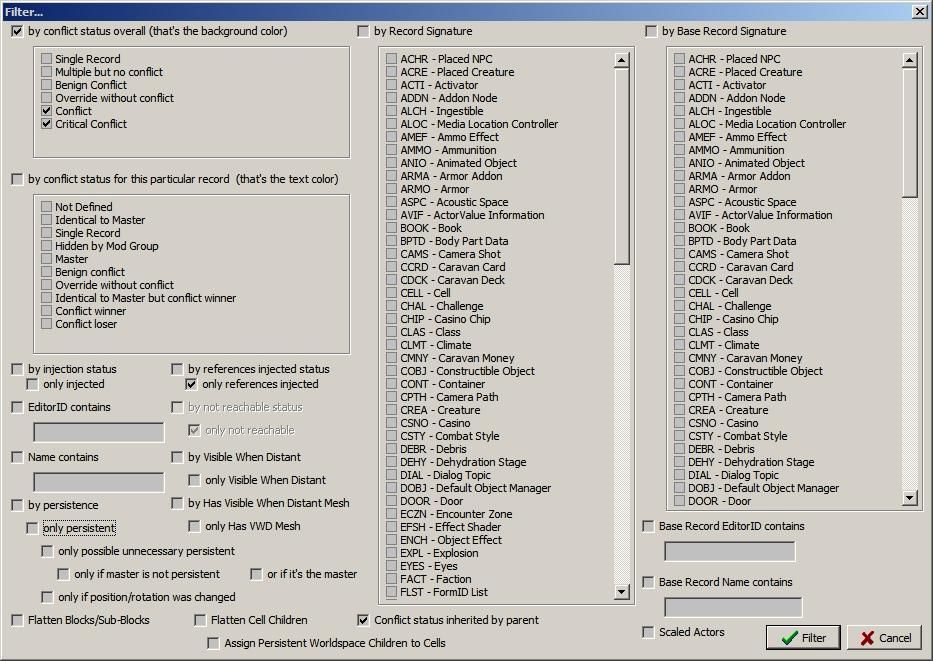 Filter...
by conflict status overall (that's the background color)
Single Record
Multiple but no conflict
Benign Conflict
Override without conflict
Conflict
Critical Conflict
by conflict status for this particular record (that's the text color)
Not Defined
Identical to Master
Single Record
Hidden by Mod Group
Master
Benign conflict
Override without conflict
Identical to Master but conflict winner
Conflict winner
Conflict loser
by injection status
only injected
by references injected status
only references injected
EditorID contains
by not reachable status
only not reachable
Name contains
by Visible When Distant
only Visible When Distant
by persistence
by Has Visible When Distant Mesh
only persistent
only Has VWD Mesh
only possible unnecessary persistent
only if master is not persistent
or if it's the master
only if position/rotation was changed
by Record Signature
ACHR - Placed NPC
ACRE - Placed Creature
ACTI - Activator
ADDN - Addon Node
ALCH - Ingestible
ALOC - Media Location Controller
AMEF - Ammo Effect
AMMO - Ammunition
ANIO - Animated Object
ARMA - Armor Addon
ARMO - Armor
ASPC - Acoustic Space
AVIF - ActorValue Information
BOOK - Book
BPTD - Body Part Data
CAMS - Camera Shot
CCRD - Caravan Card
CDCK - Caravan Deck
CELL - Cell
CHAL - Challenge
CHIP - Casino Chip
CLAS - Class
CLMT - Climate
CMNY - Caravan Money
COBJ - Constructible Object
CONT - Container
CPTH - Camera Path
CREA - Creature
CSNO - Casino
CSTY - Combat Style
DEBR - Debris
DEHY - Dehydration Stage
DIAL - Dialog Topic
DOBJ - Default Object Manager
DOOR - Door
ECZN - Encounter Zone
EFSH - Effect Shader
ENCH - Object Effect
EXPL - Explosion
EYES - Eyes
FACT - Faction
FLST - FormID List
by Base Record Signature
ACHR - Placed NPC
ACRE - Placed Creature
ACTI - Activator
ADDN - Addon Node
ALCH - Ingestible
ALOC - Media Location Controller
AMEF - Ammo Effect
AMMO - Ammunition
ANIO - Animated Object
ARMA - Armor Addon
ARMO - Armor
ASPC - Acoustic Space
AVIF - ActorValue Information
BOOK - Book
BPTD - Body Part Data
CAMS - Camera Shot
CCRD - Caravan Card
CDCK - Caravan Deck
CELL - Cell
CHAL - Challenge
CHIP - Casino Chip
CLAS - Class
CLMT - Climate
CMNY - Caravan Money
COBJ - Constructible Object
CONT - Container
CPTH - Camera Path
CREA - Creature
CSNO - Casino
CSTY - Combat Style
DEBR - Debris
DEHY - Dehydration Stage
DIAL - Dialog Topic
DOBJ - Default Object Manager
DOOR - Door
Base Record EditorID contains
Base Record Name contains
Flatten Blocks/Sub-Blocks
Flatten Cell Children
Conflict status inherited by parent
Assign Persistent Worldspace Children to Cells
Scaled Actors
Filter
Cancel